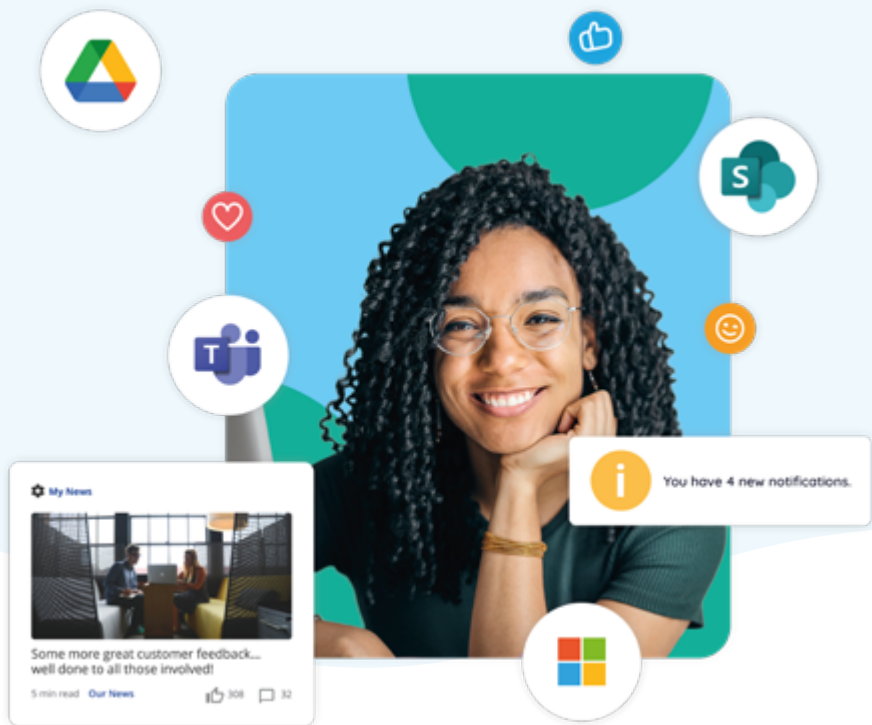 S
T
i
You have 4 new notifications.
My News
Some more great customer feedback....
well done to all those involved!
5 min read Our News 308 32